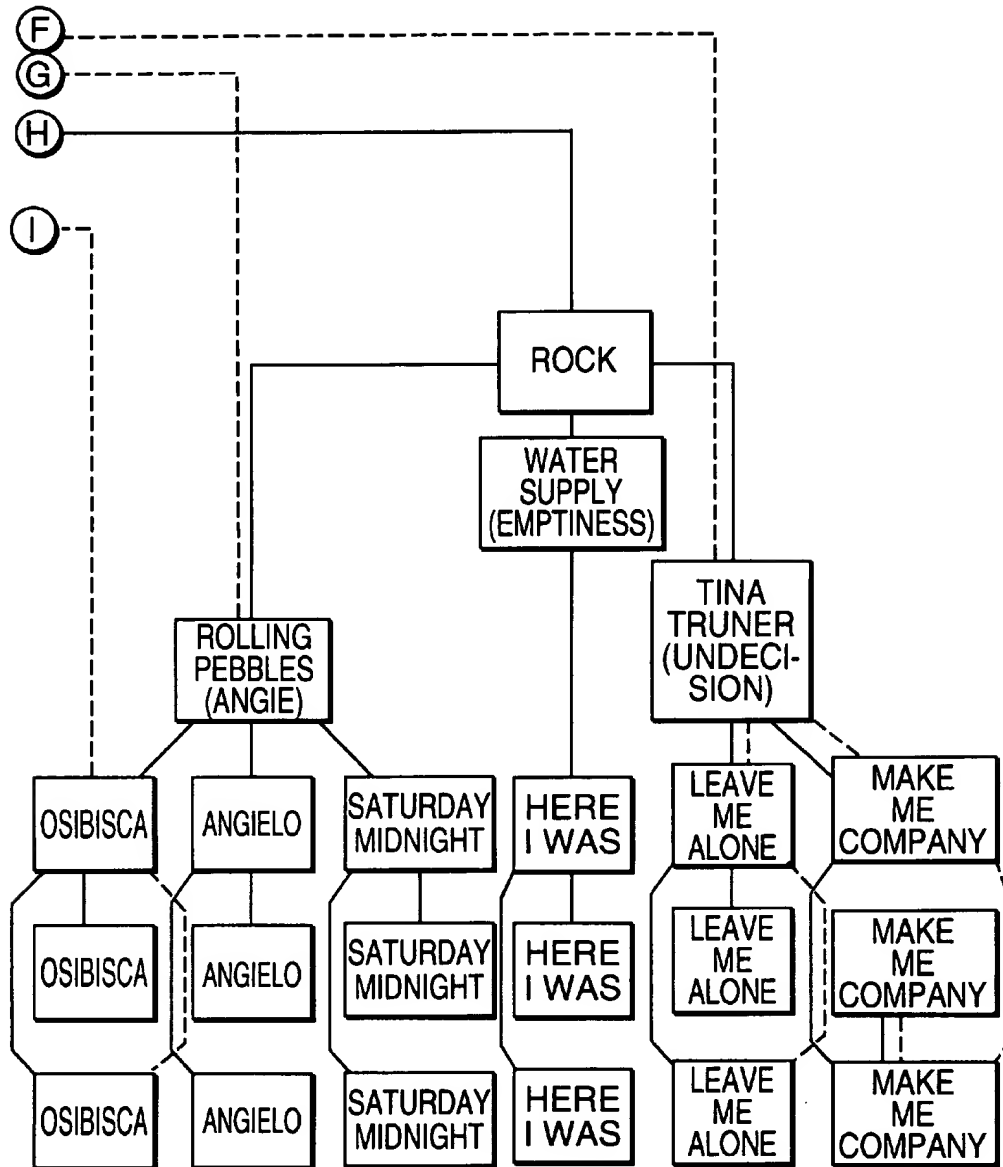 F
G
H
I
ROCK
WATER
SUPPLY
(EMPTINESS)
TINA
TRUNER
(UNDECI-
SION)
ROLLING
PEBBLES
(ANGIE)
OSIBISCA
ANGIELO
SATURDAY
MIDNIGHT
HERE
I WAS
LEAVE
ME
ALONE
MAKE
ME
COMPANY
OSIBISCA
ANGIELO
SATURDAY
MIDNIGHT
HERE
I WAS
LEAVE
ME
ALONE
MAKE
ME
COMPANY
OSIBISCA
ANGIELO
SATURDAY
MIDNIGHT
HERE
I WAS
LEAVE
ME
ALONE
MAKE
ME
COMPANY